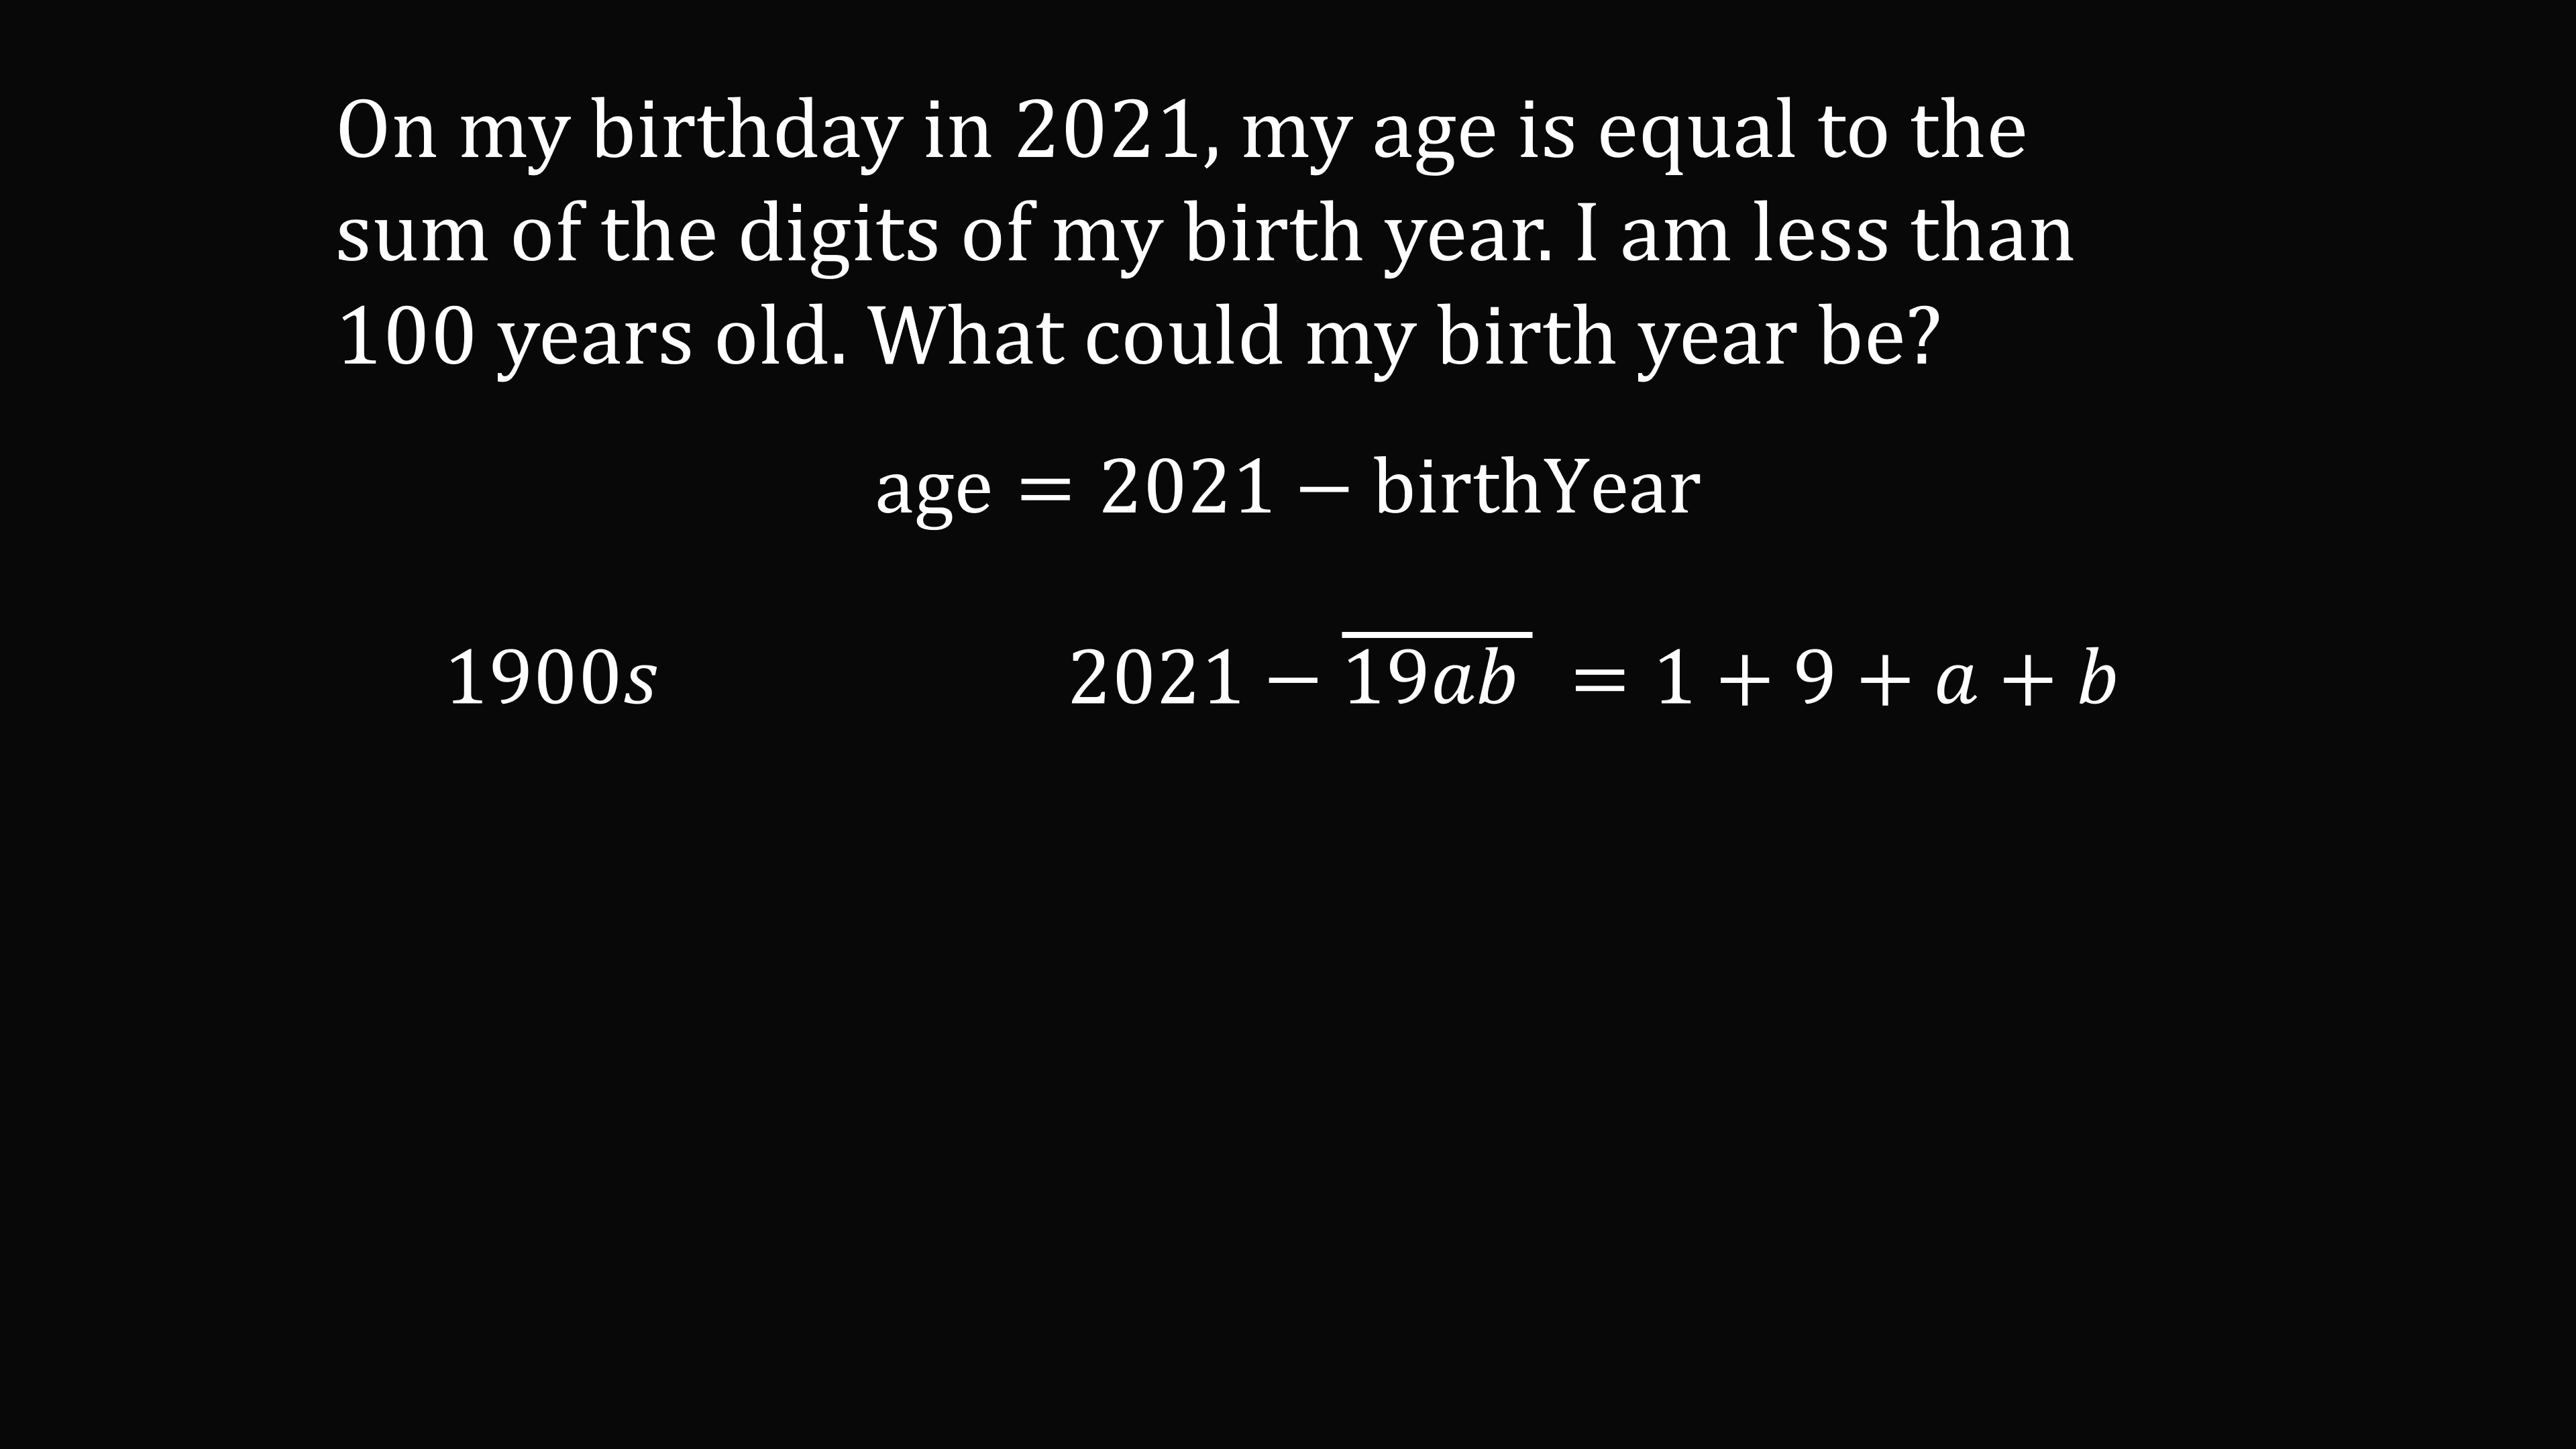 On my birthday in 2021, my age is equal to the
sum of the digits of my birth year. I am less than
100 years old. What could my birth year be?
age = 2021 − birthYear
1900s 2021 − \overline{19ab} = 1 + 9 + a + b